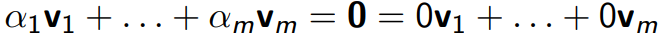 α₁v₁ + … + αₘvₘ = 0 = 0v₁ + … + 0vₘ